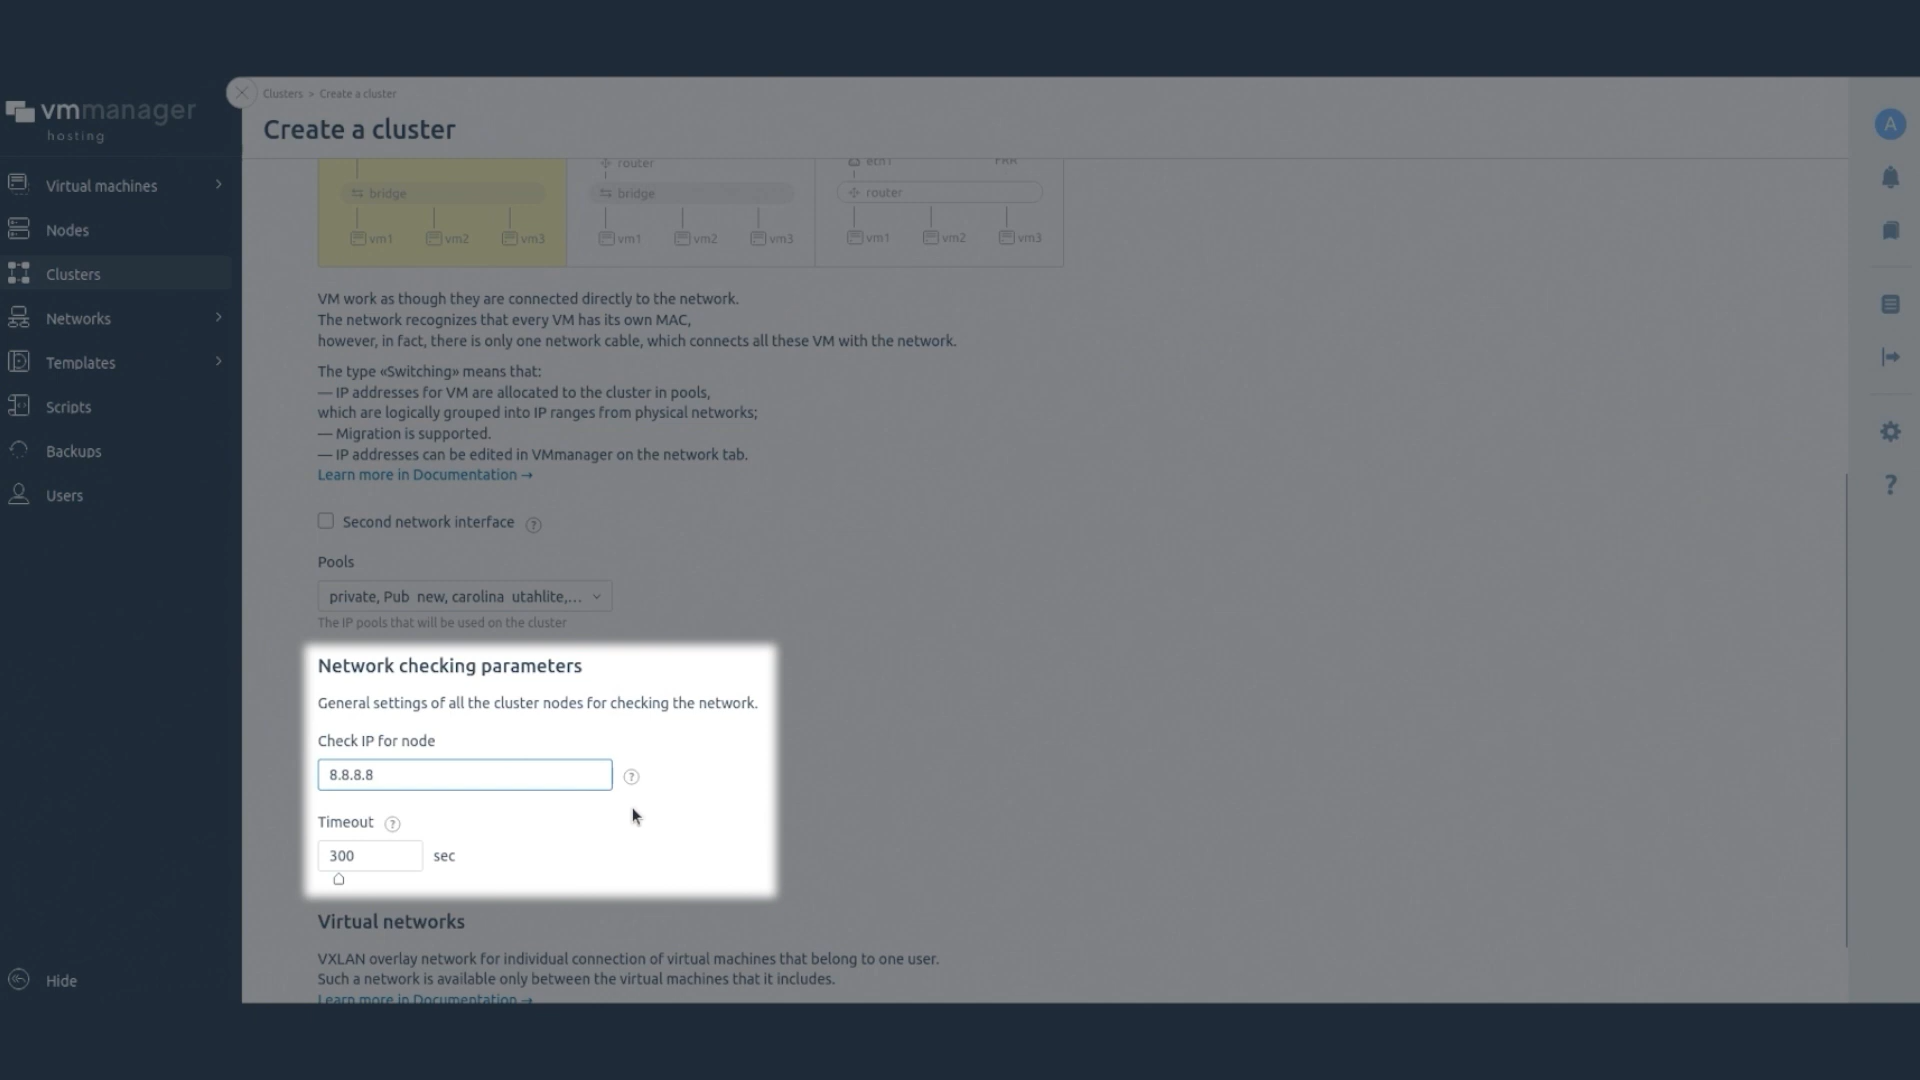 vmmanager
hosting
Virtual machines
Nodes
Clusters
Networks
Templates
Scripts
Backups
Users
Hide
Clusters > Create a cluster
Create a cluster
bridge
vm1 vm2 vm3
router
bridge
vm1 vm2 vm3
eth1 FRR
router
vm1 vm2 vm3
VM work as though they are connected directly to the network.
The network recognizes that every VM has its own MAC,
however, in fact, there is only one network cable, which connects all these VM with the network.
The type «Switching» means that:
— IP addresses for VM are allocated to the cluster in pools,
which are logically grouped into IP ranges from physical networks;
— Migration is supported.
— IP addresses can be edited in VMmanager on the network tab.
Learn more in Documentation →
Second network interface ?
Pools
private, Pub new, carolina utahlite,...
The IP pools that will be used on the cluster
Network checking parameters
General settings of all the cluster nodes for checking the network.
Check IP for node
8.8.8.8 ?
Timeout ?
300 sec
Virtual networks
VXLAN overlay network for individual connection of virtual machines that belong to one user.
Such a network is available only between the virtual machines that it includes.
Learn more in Documentation →
A
?